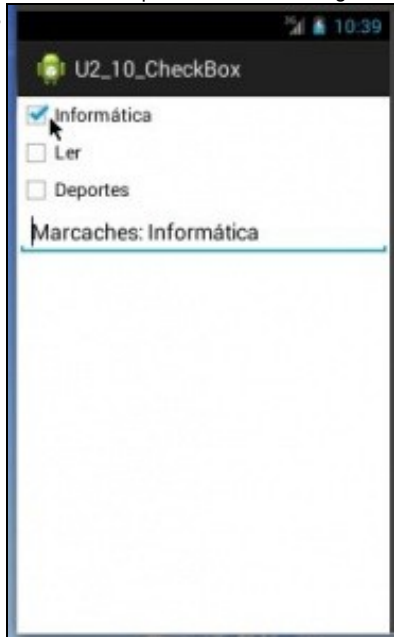 10:39
U2_10_CheckBox
Informática
Ler
Deportes
Marcaches: Informática